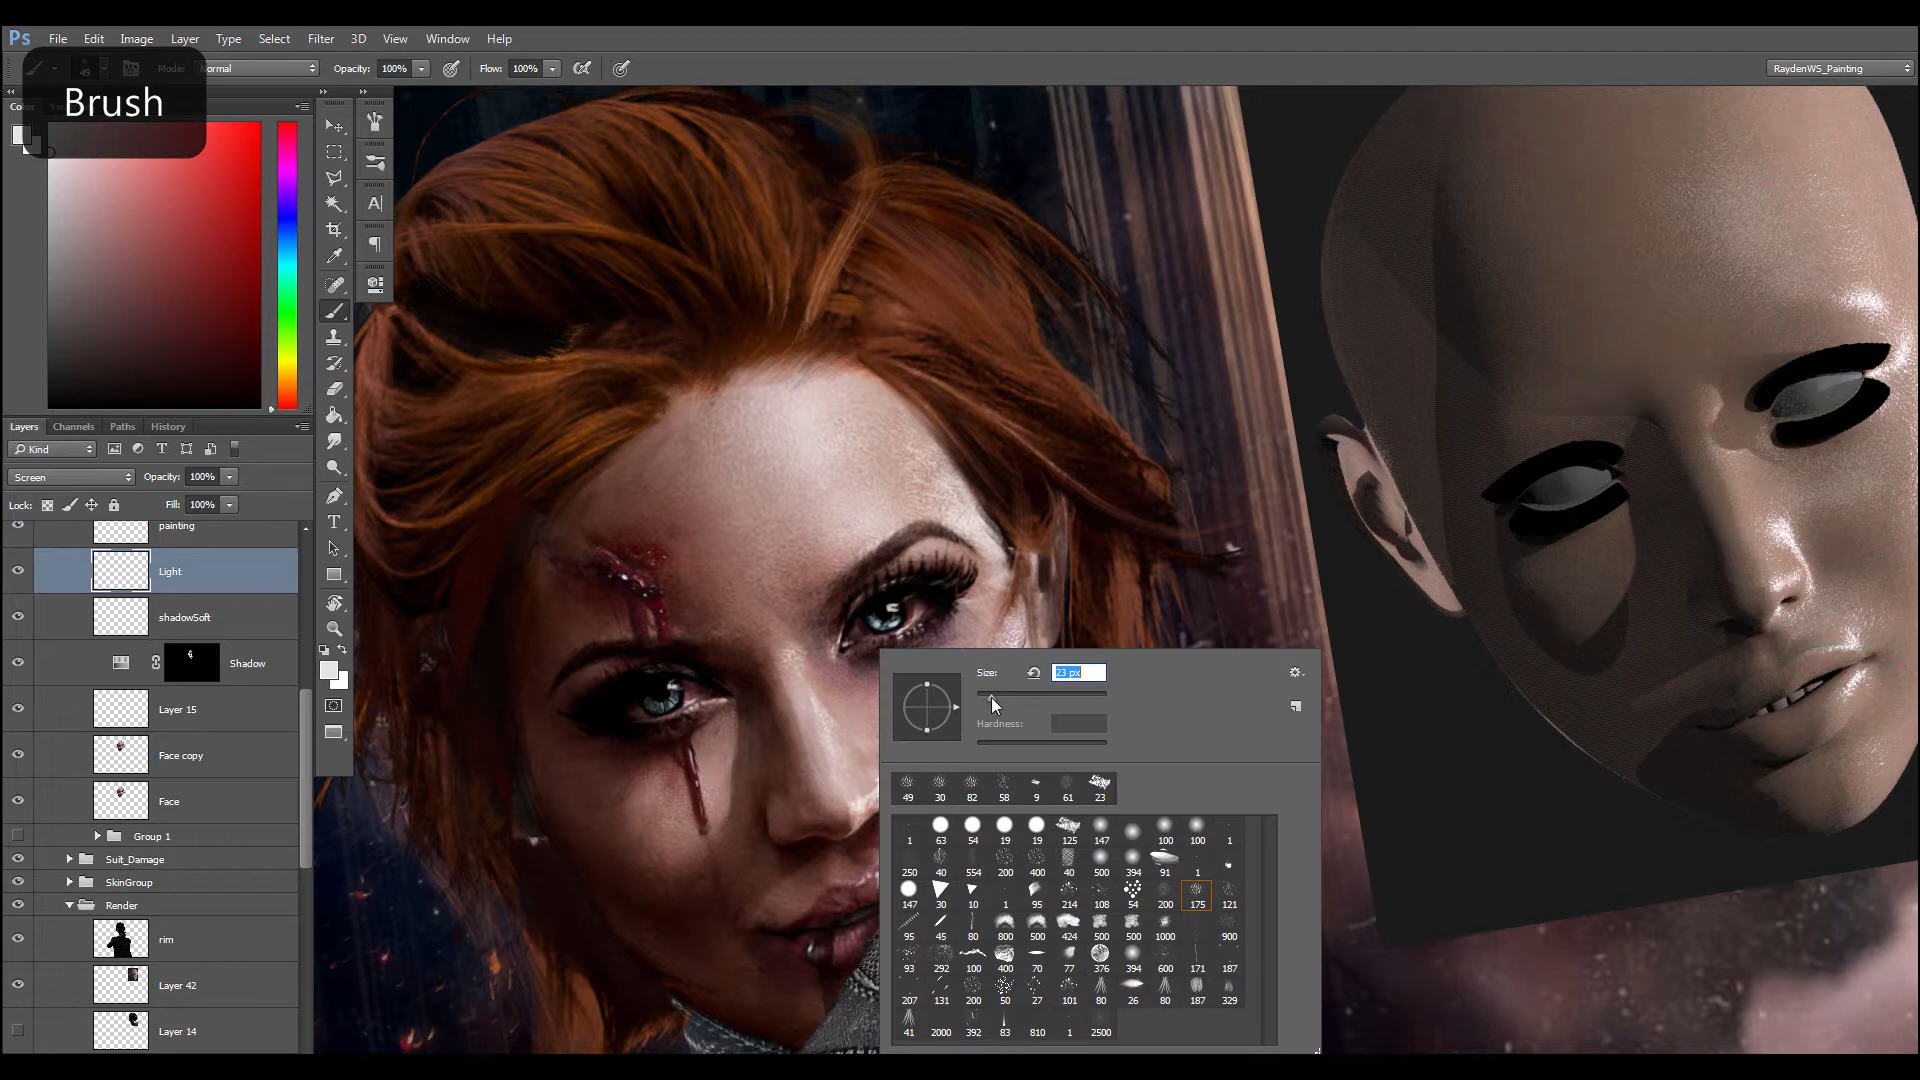 Ps File Edit Image Layer Type Select Filter 3D View Window Help
49 Mode: Normal Opacity: 100% Flow: 100% RaydenWS_Painting
Brush
Color
Layers Channels Paths History
Kind
Screen Opacity: 100%
Lock: Fill: 100%
painting
Light
shadowSoft
Shadow
Layer 15
Face copy
Face
Group 1
Suit_Damage
SkinGroup
Render
rim
Layer 42
Layer 14
Size: 23 px
Hardness:
49 30 82 58 9 61 23
1 63 54 19 19 125 147 100 100 1
250 40 554 200 400 40 500 394 91 1
147 30 10 1 95 214 108 54 200 175 121
95 45 80 800 500 424 500 500 1000 900
93 292 100 400 70 77 376 394 600 171 187
207 131 200 50 27 101 80 26 80 187 329
41 2000 392 83 810 1 2500